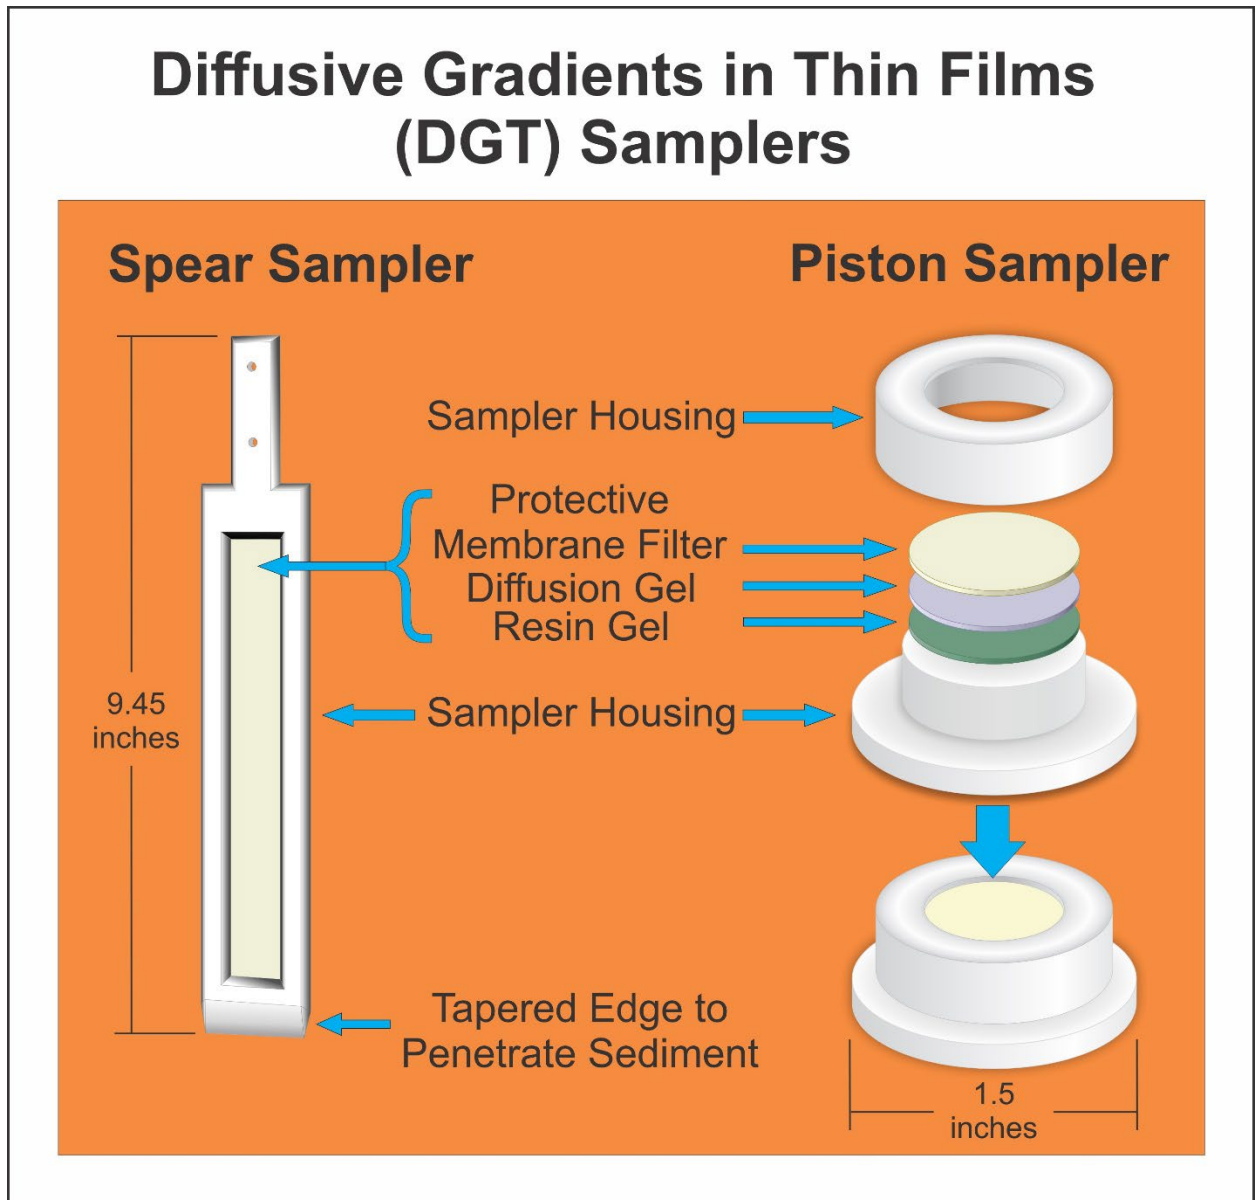 Diffusive Gradients in Thin Films
(DGT) Samplers
Spear Sampler
Piston Sampler
Sampler Housing
Protective
Membrane Filter
Diffusion Gel
Resin Gel
9.45
inches
Sampler Housing
Tapered Edge to
Penetrate Sediment
1.5
inches